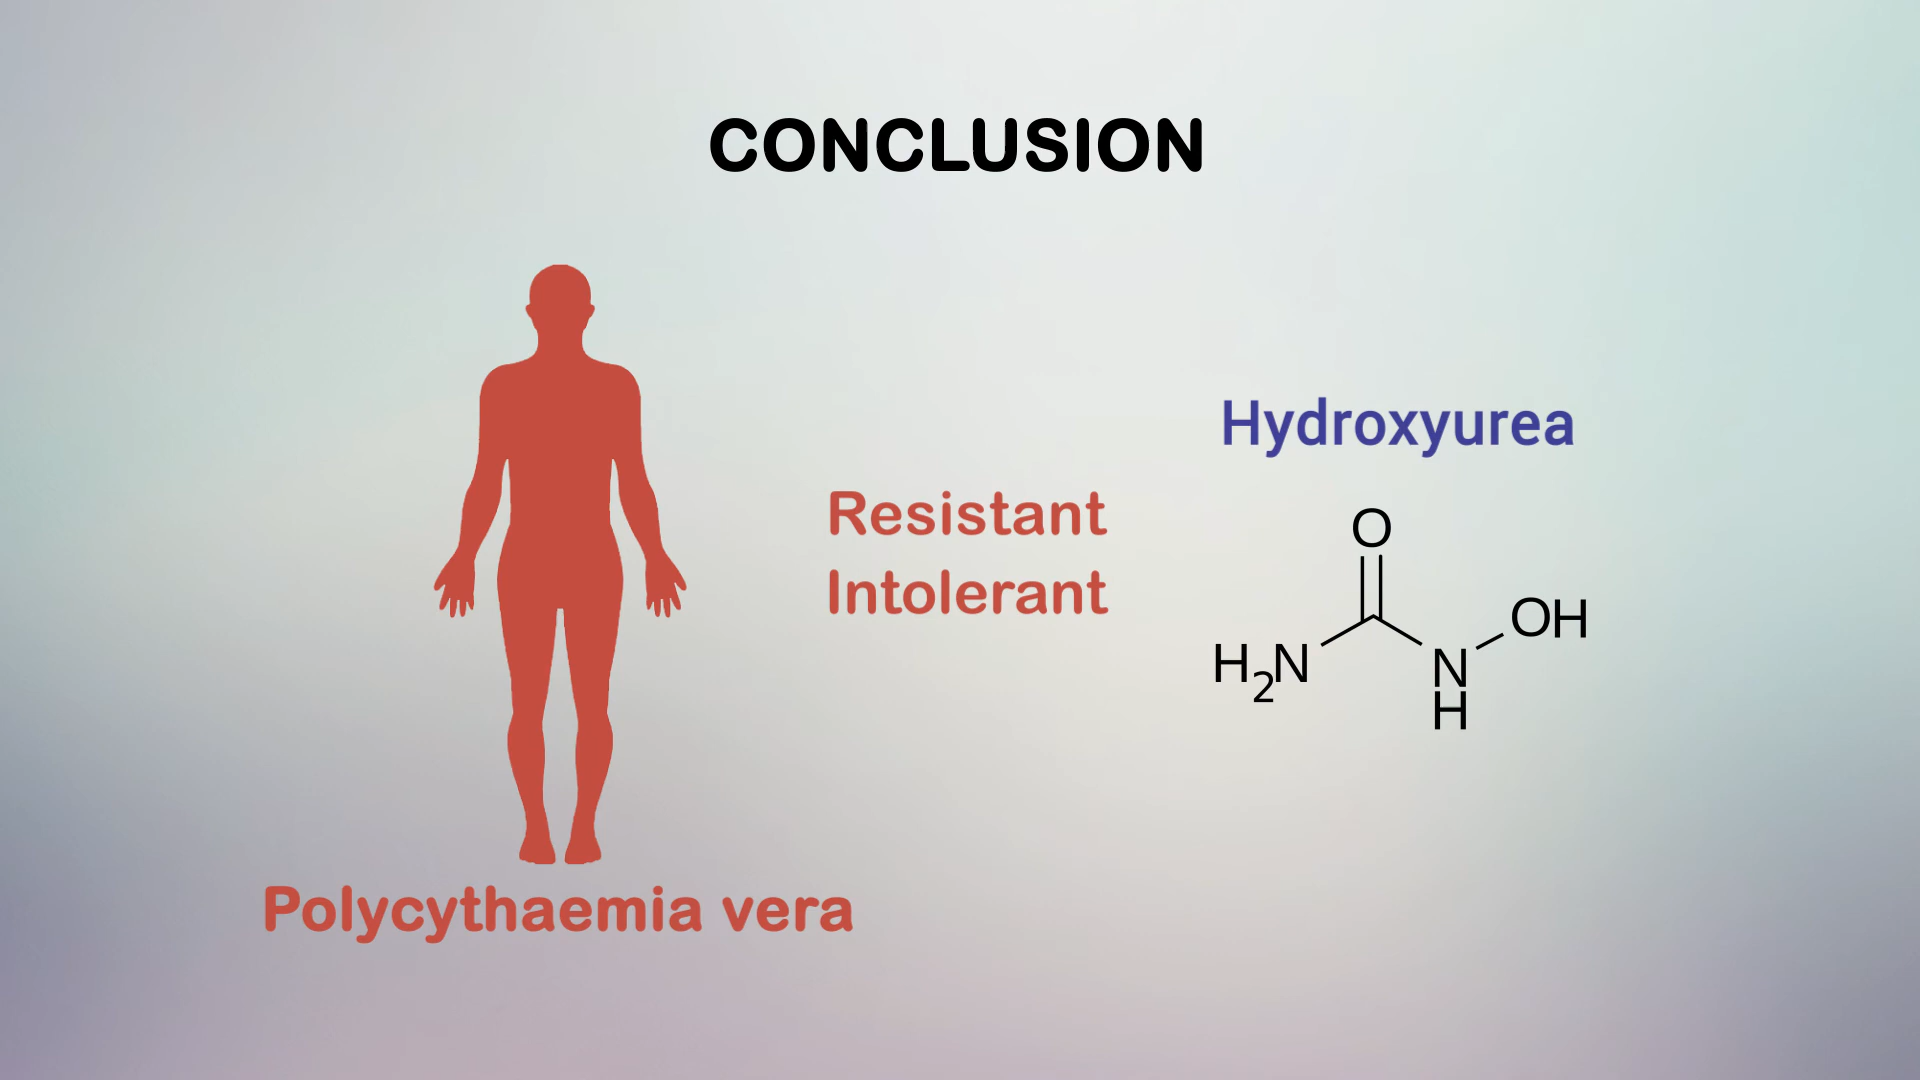 CONCLUSION
Hydroxyurea
Resistant
Intolerant
O
OH
H2N
N
H
Polycythaemia vera